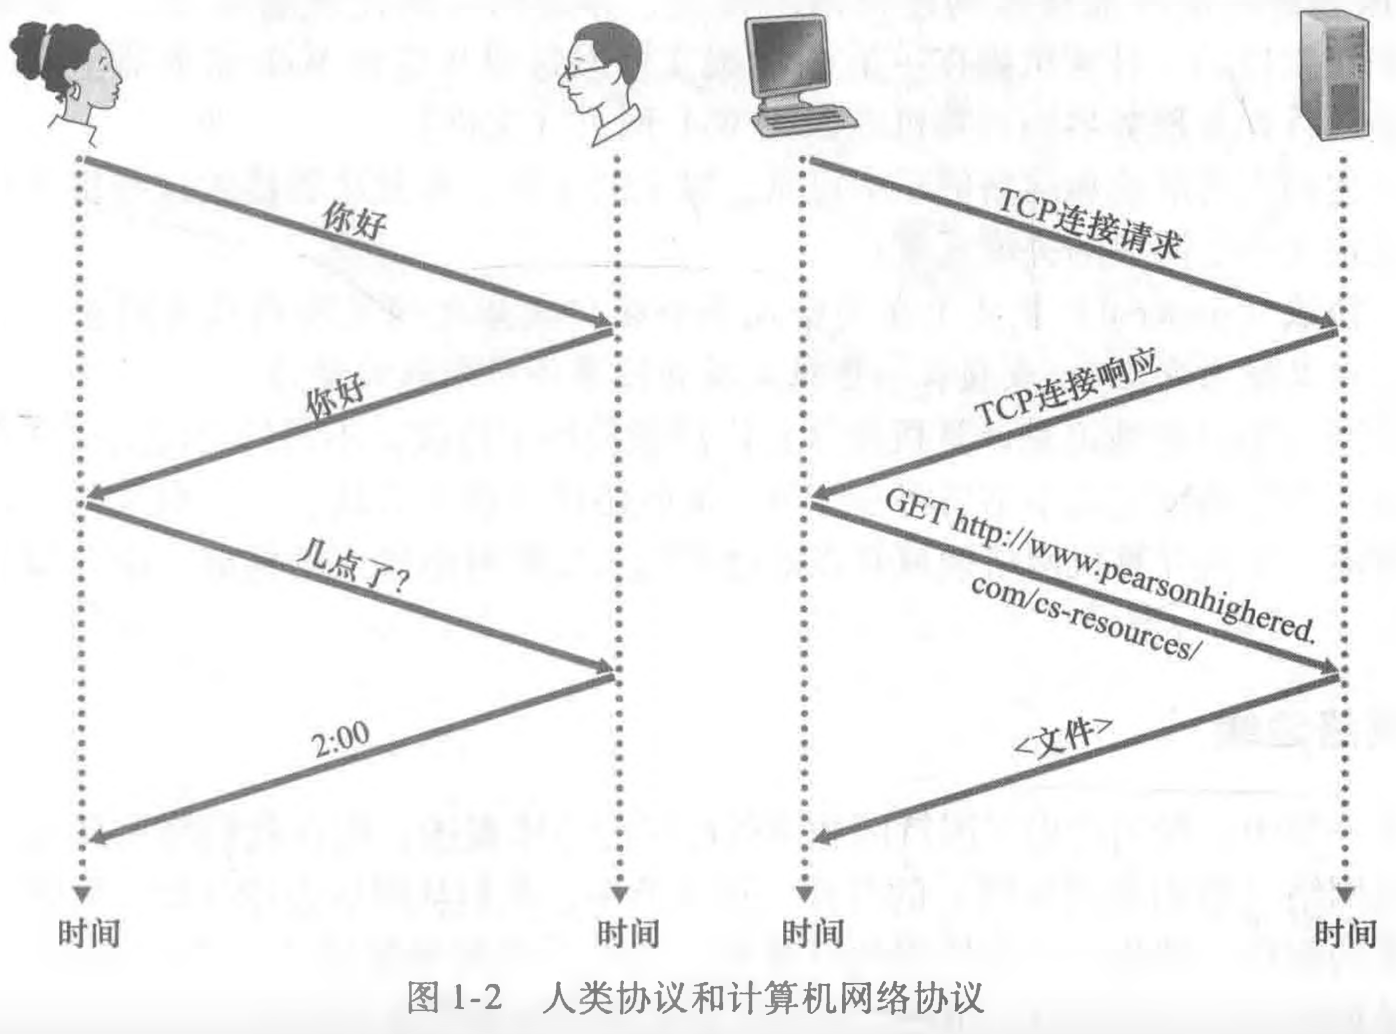 你好
你好
几点了?
2:00
时间
时间
TCP连接请求
TCP连接响应
GET http://www.pearsonhighered.
com/cs-resources/
<文件>
时间
时间
图1-2 人类协议和计算机网络协议